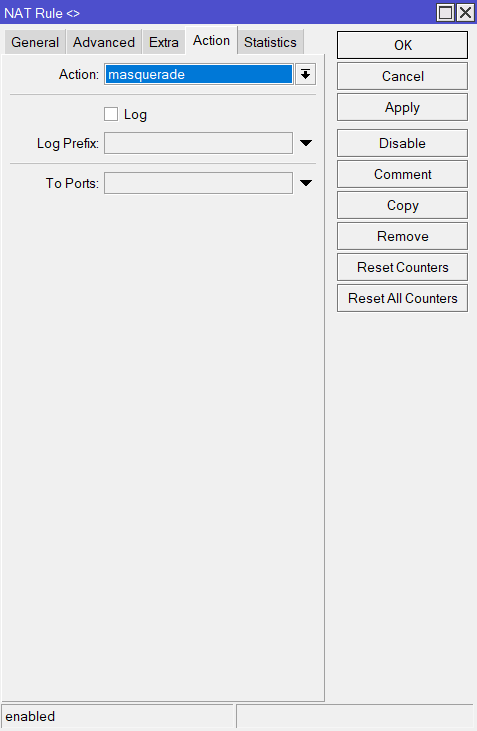 NAT Rule <>
General Advanced Extra Action Statistics
Action: masquerade
Log
Log Prefix:
To Ports:
OK
Cancel
Apply
Disable
Comment
Copy
Remove
Reset Counters
Reset All Counters
enabled